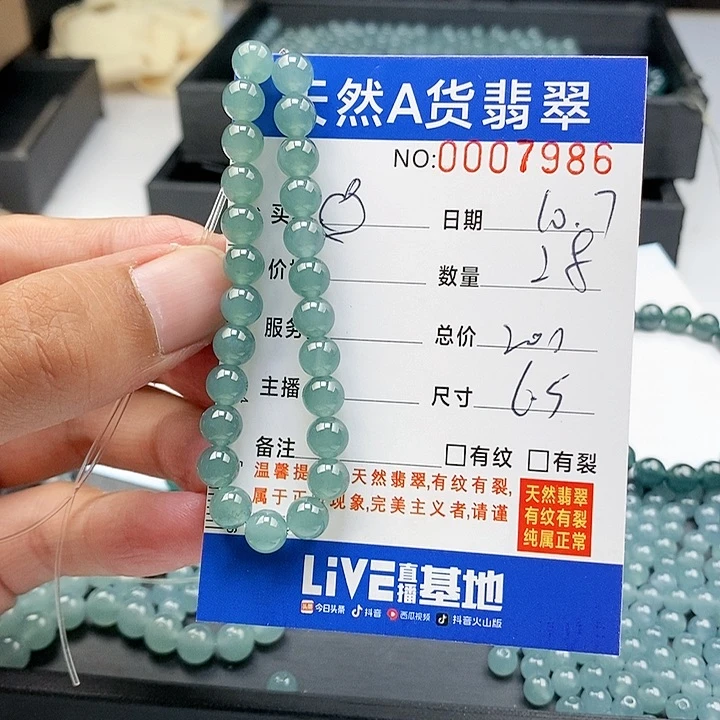 天然A货翡翠
NO:0007986
买 日期 10.7
价 数量 28
服务 总价 207
主播 尺寸 6.5
备注 □有纹 □有裂
温馨提 天然翡翠,有纹有裂,
属于正 现象,完美主义者,请谨
天然翡翠
有纹有裂
纯属正常
LiVE直播基地
今日头条 抖音 西瓜视频 抖音火山版